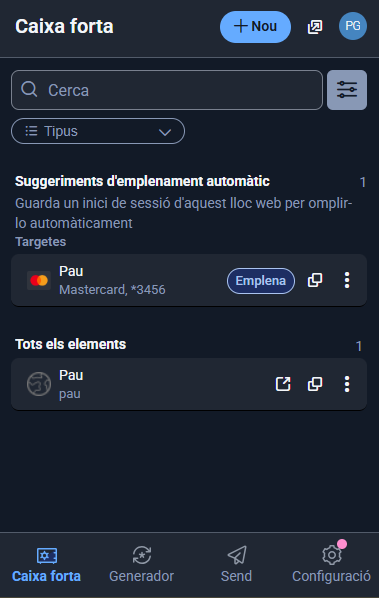 Caixa forta
Nou
PG
Cerca
Tipus
Suggeriments d'emplenament automàtic 1
Guarda un inici de sessió d'aquest lloc web per omplir-
lo automàticament
Targetes
Pau
Mastercard, *3456
Emplena
Tots els elements 1
Pau
pau
Caixa forta
Generador
Send
Configuració